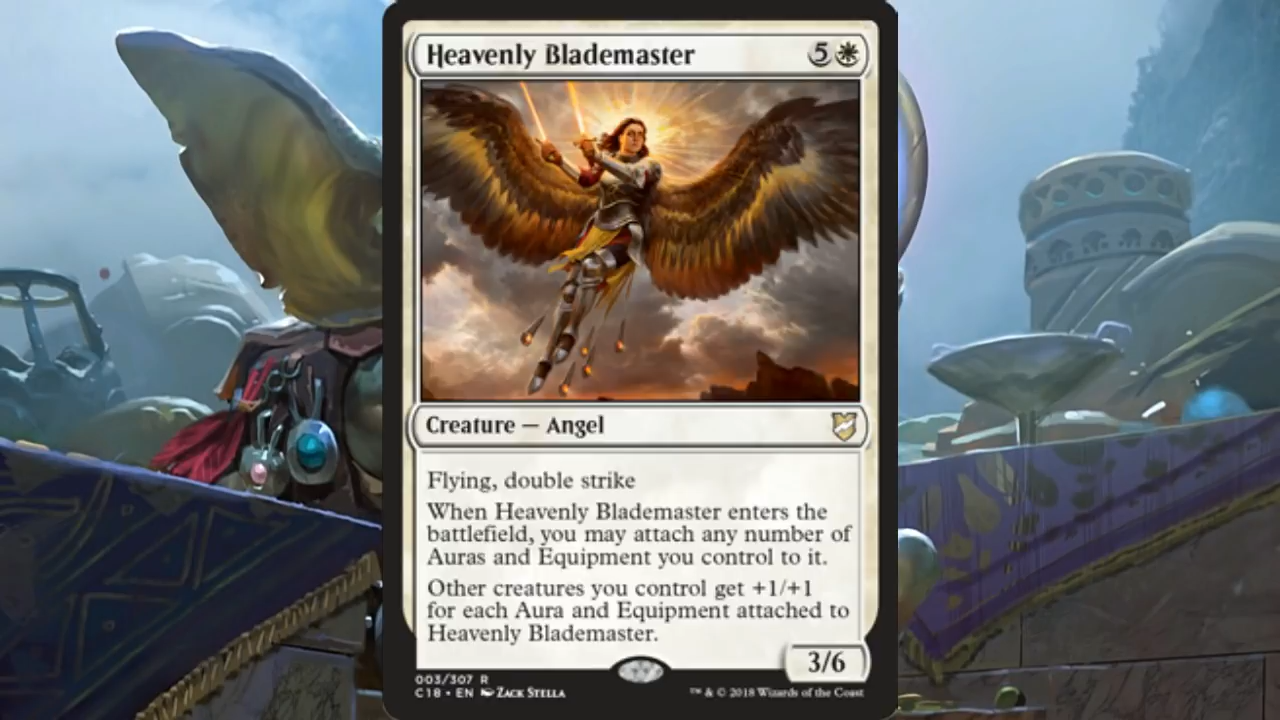 Heavenly Blademaster 5
Creature — Angel
Flying, double strike
When Heavenly Blademaster enters the
battlefield, you may attach any number of
Auras and Equipment you control to it.
Other creatures you control get +1/+1
for each Aura and Equipment attached to
Heavenly Blademaster.
3/6
003/307 R
C18 • EN Zack Stella
™ & © 2018 Wizards of the Coast